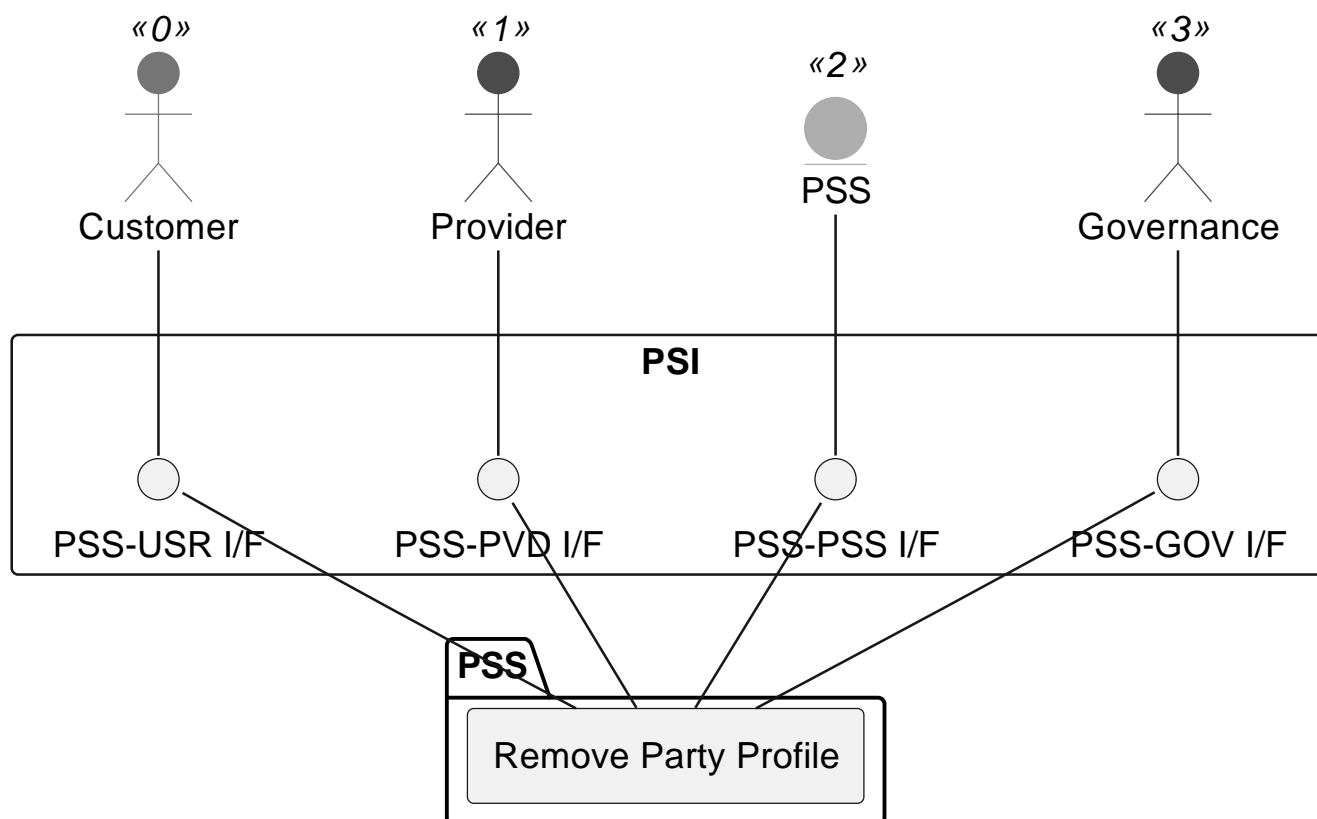 «0»
«1»
«2»
«3»
Customer
Provider
PSS
Governance
PSI
PSS-USR I/F
PSS-PVD I/F
PSS-PSS I/F
PSS-GOV I/F
PSS
Remove Party Profile